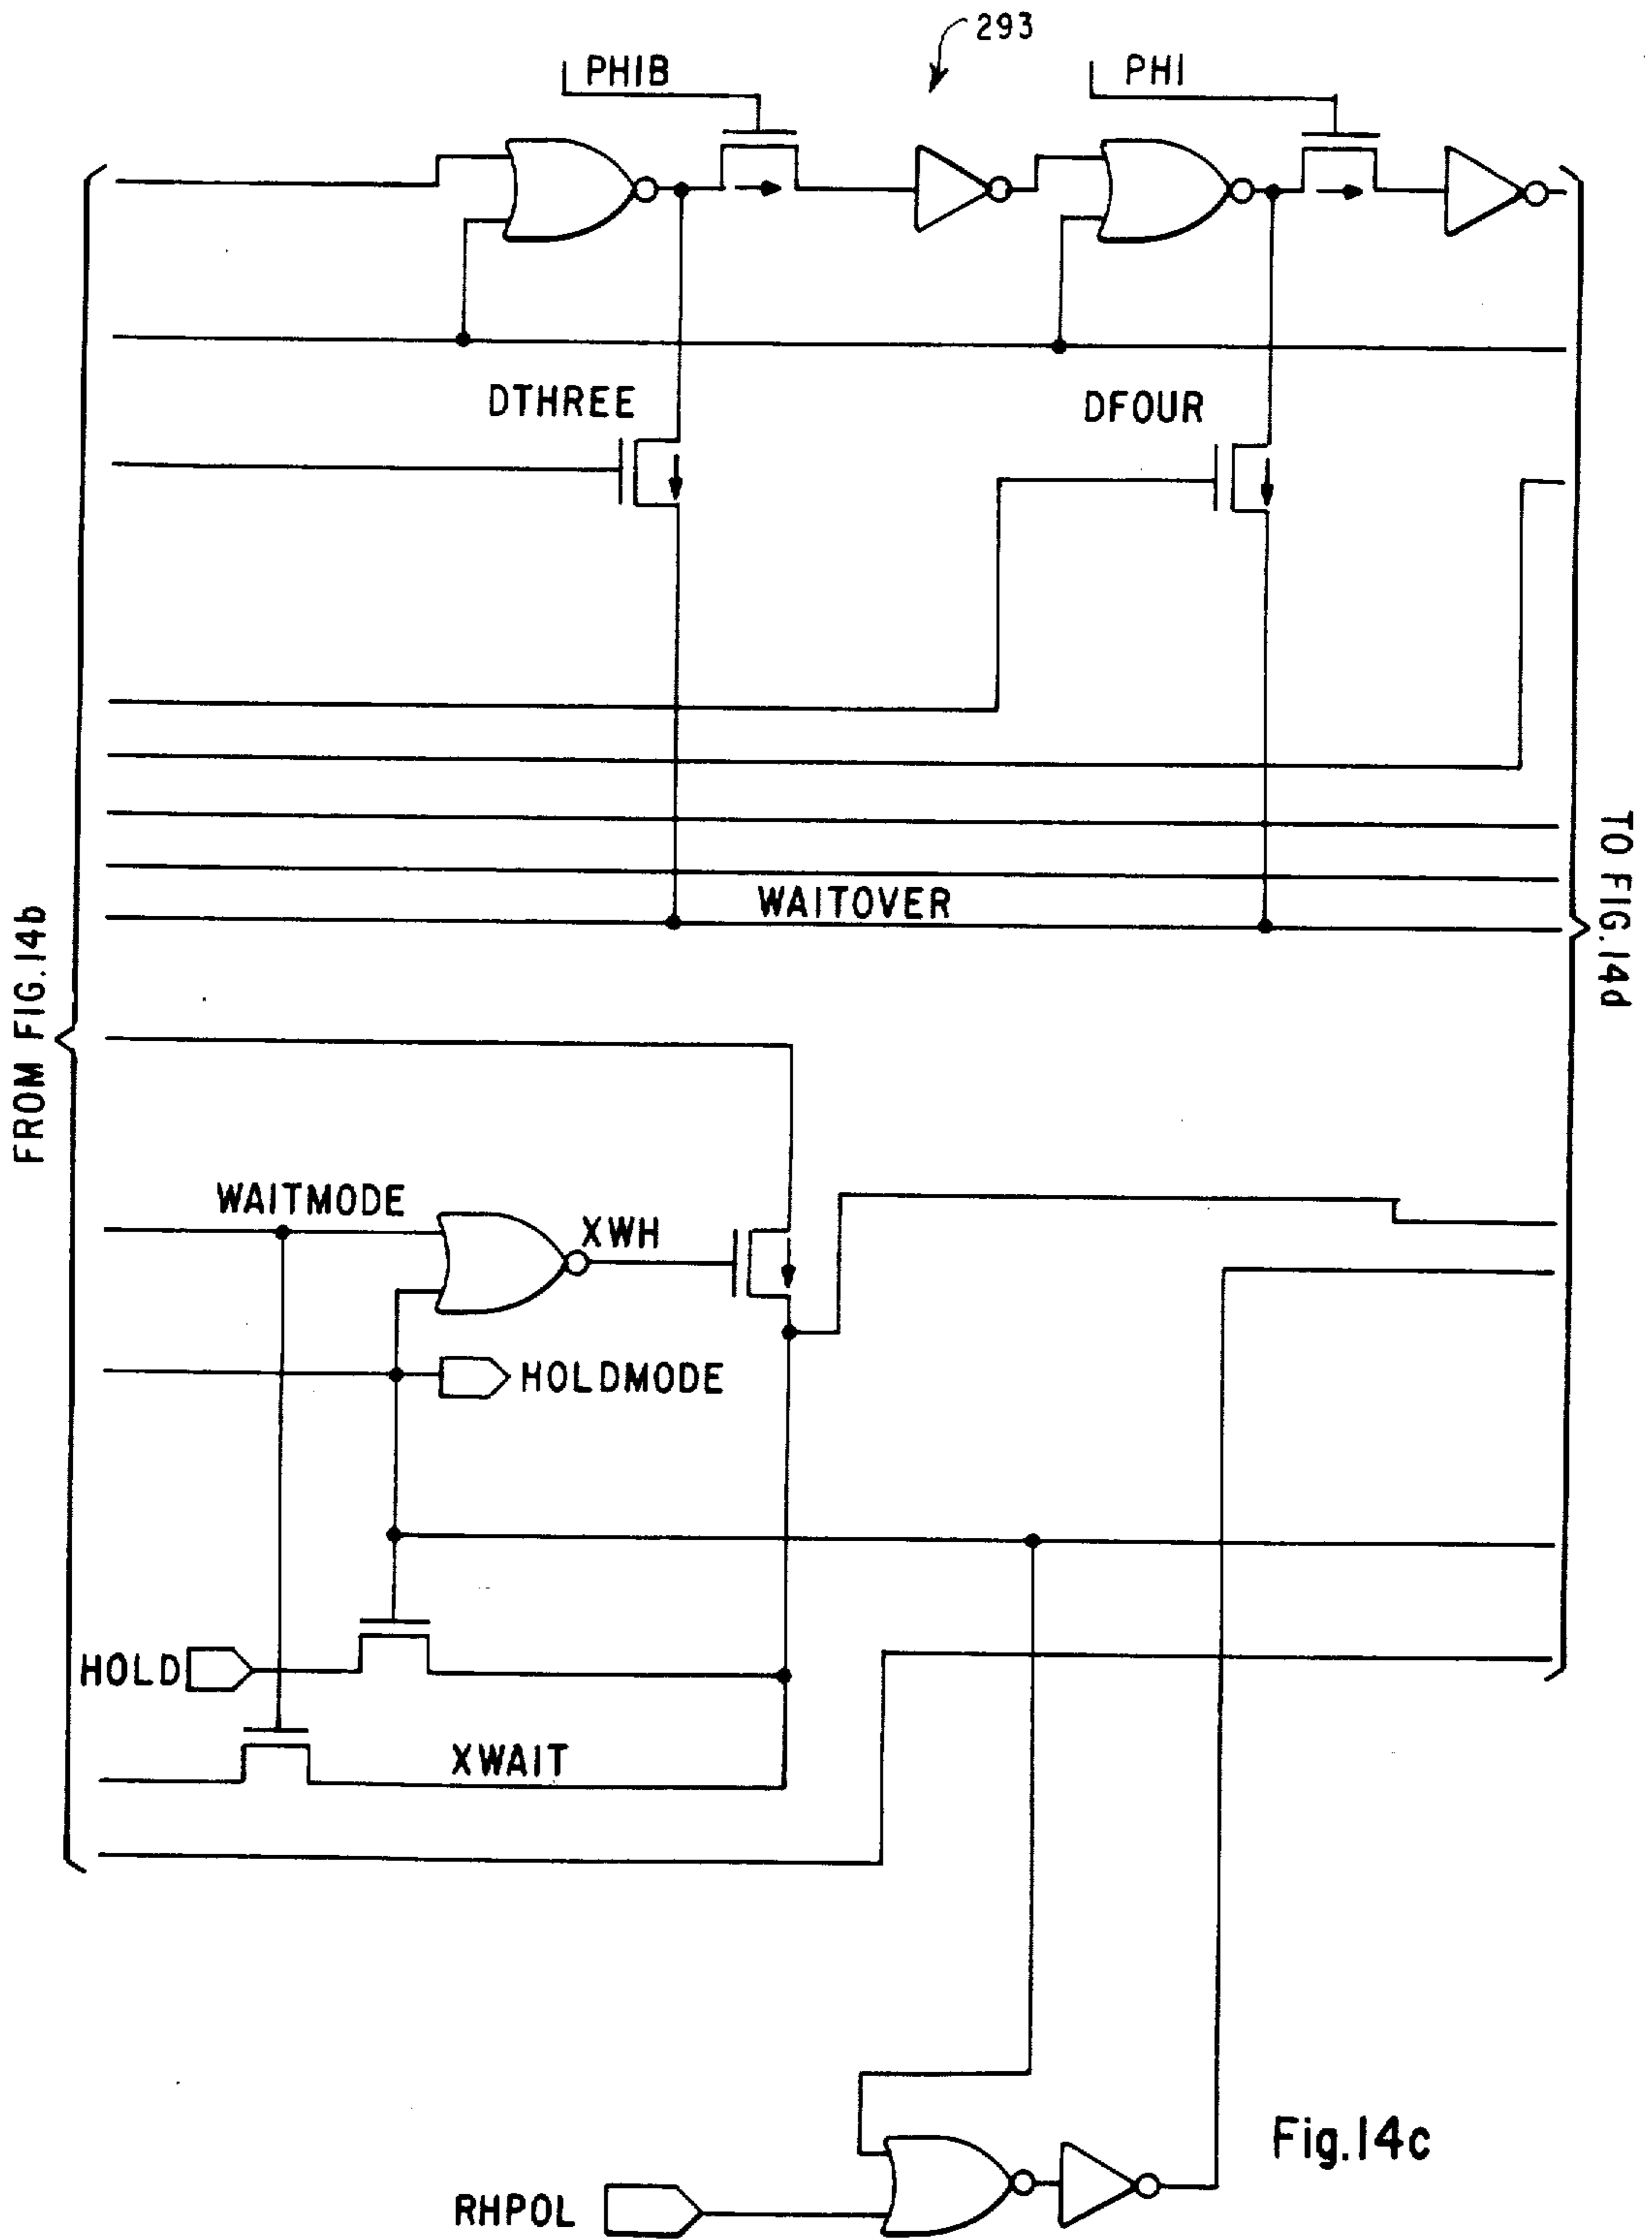 293
PHIB
PHI
DTHREE
DFOUR
WAITOVER
FROM FIG.14b
TO FIG.14d
WAITMODE
XWH
HOLDMODE
HOLD
XWAIT
Fig.14c
RHPOL